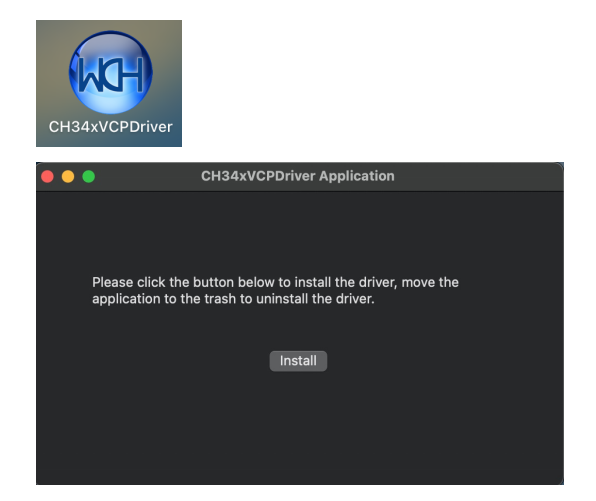 WCH
CH34xVCPDriver
CH34xVCPDriver Application
Please click the button below to install the driver, move the
application to the trash to uninstall the driver.
Install